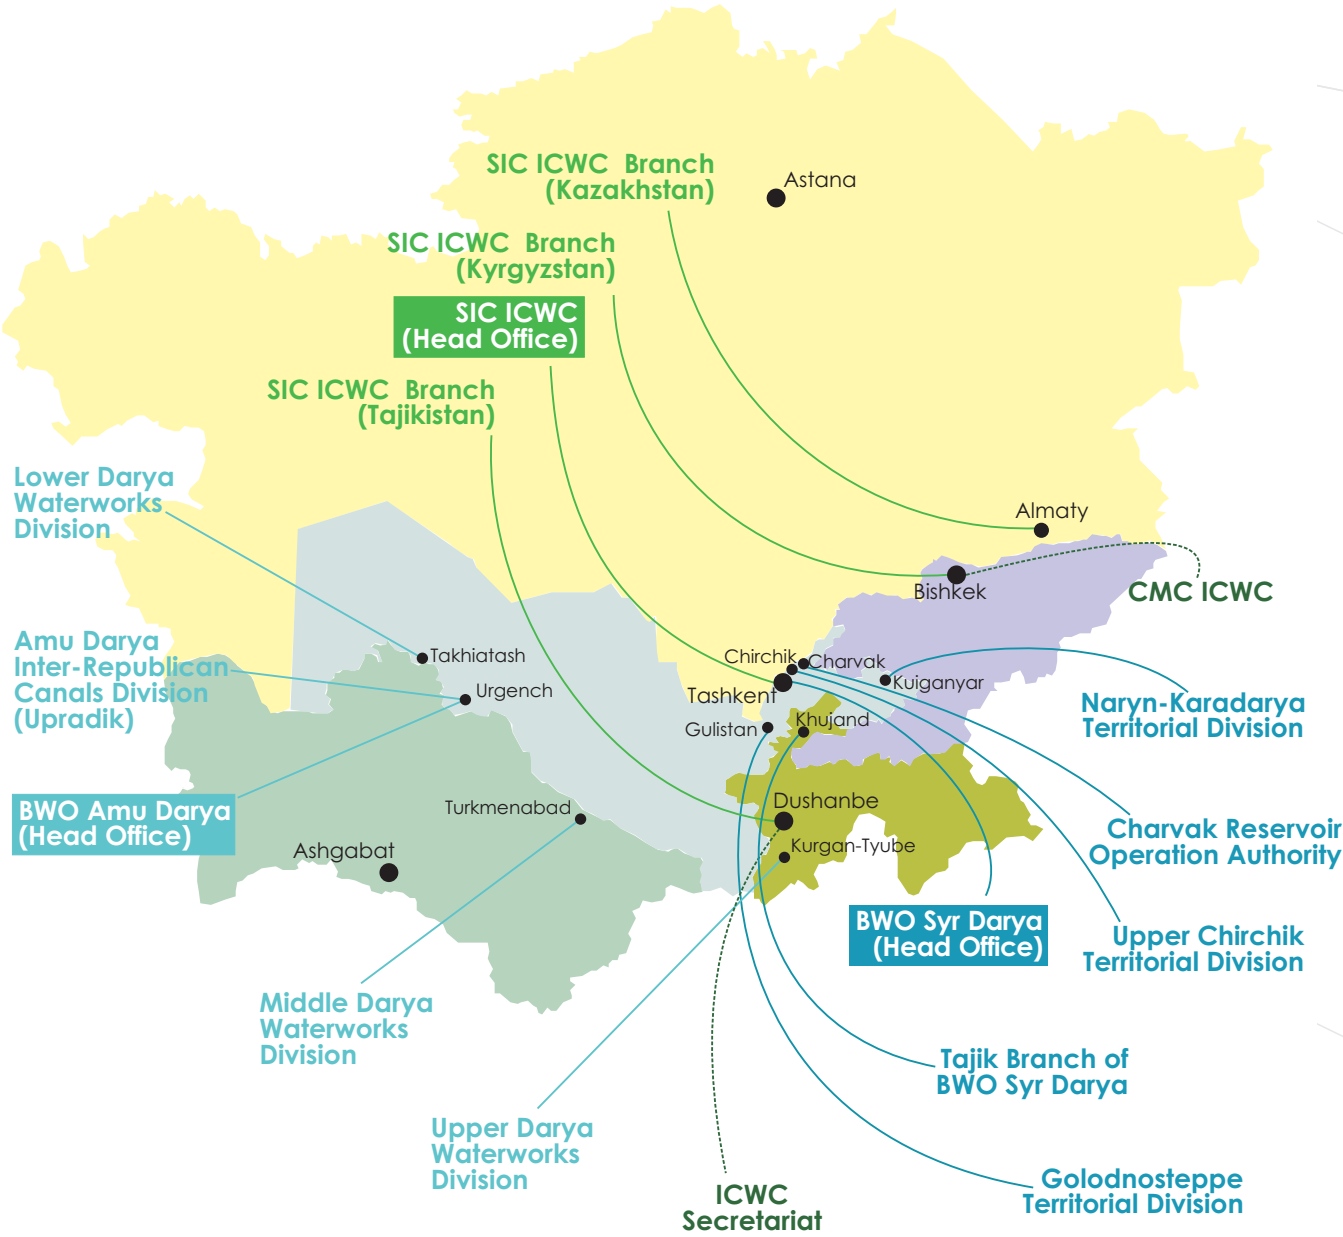 SIC ICWC Branch
(Kazakhstan)
Astana
SIC ICWC Branch
(Kyrgyzstan)
SIC ICWC
(Head Office)
SIC ICWC Branch
(Tajikistan)
Lower Darya
Waterworks
Division
Almaty
Bishkek
CMC ICWC
Amu Darya
Inter-Republican
Canals Division
(Upradik)
Takhiatash
Urgench
Chirchik
Charvak
Kuiganyar
Tashkent
Gulistan
Khujand
Naryn-Karadarya
Territorial Division
BWO Amu Darya
(Head Office)
Turkmenabad
Ashgabat
Dushanbe
Kurgan-Tyube
Charvak Reservoir
Operation Authority
BWO Syr Darya
(Head Office)
Upper Chirchik
Territorial Division
Middle Darya
Waterworks
Division
Tajik Branch of
BWO Syr Darya
Upper Darya
Waterworks
Division
Golodnosteppe
Territorial Division
ICWC
Secretariat